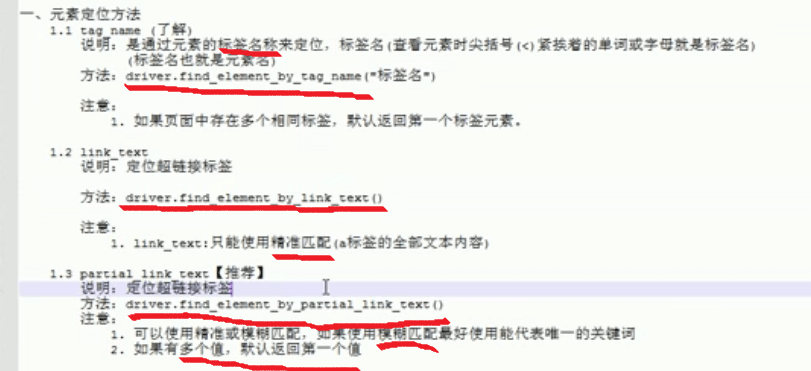 一、元素定位方法
1.1 tag_name (了解)
说明: 是通过元素的标签名称来定位, 标签名(查看元素时尖括号(<)紧挨着的单词或字母就是标签名)
(标签名也就是元素名)
方法: driver.find_element_by_tag_name("标签名")
注意:
1. 如果页面中存在多个相同标签, 默认返回第一个标签元素。
1.2 link_text
说明: 定位超链接标签
方法: driver.find_element_by_link_text()
注意:
1. link_text:只能使用精准匹配(a标签的全部文本内容)
1.3 partial_link_text【推荐】
说明: 定位超链接标签
方法: driver.find_element_by_partial_link_text()
注意:
1. 可以使用精准或模糊匹配, 如果使用模糊匹配最好使用能代表唯一的关键词
2. 如果有多个值, 默认返回第一个值